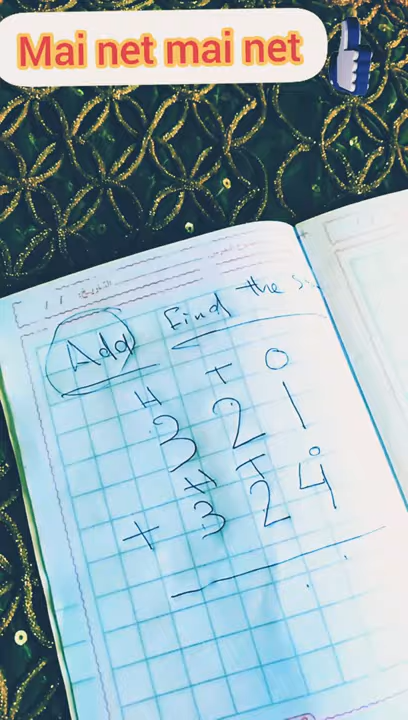 Mai net mai net
Add Find the
H T O
3 2 1
H T O
+ 3 2 4